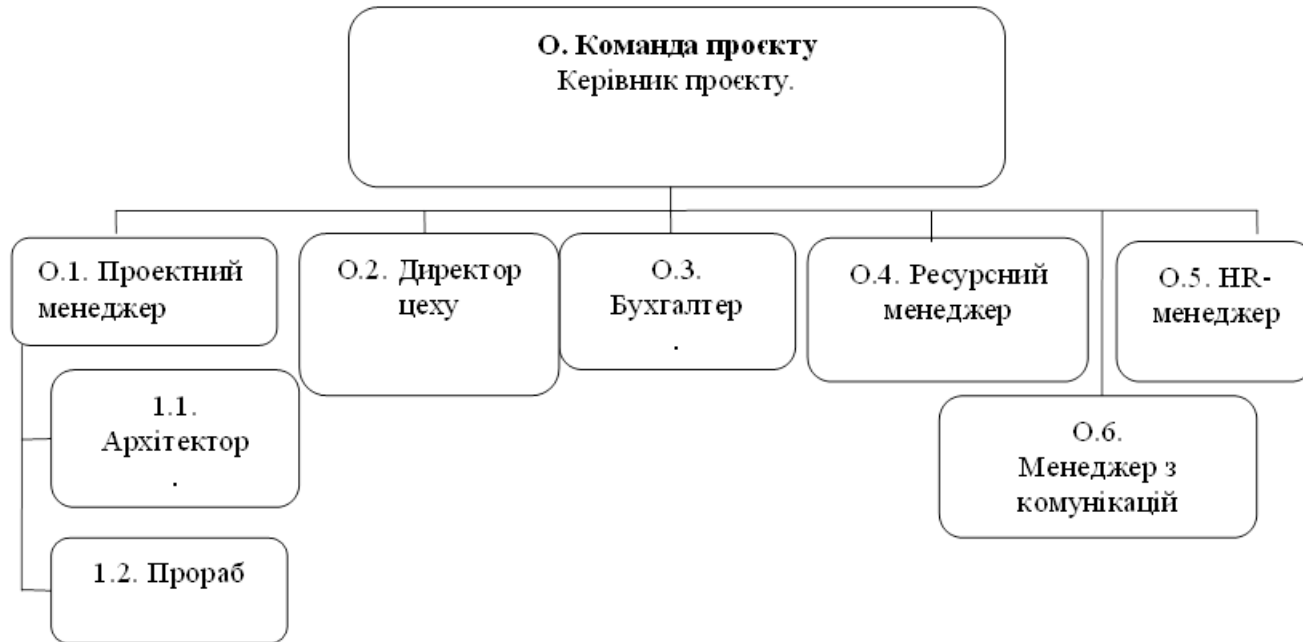 О. Команда проєкту
Керівник проєкту.
О.1. Проектний
менеджер
О.2. Директор
цеху
О.3.
Бухгалтер
.
О.4. Ресурсний
менеджер
О.5. HR-
менеджер
1.1.
Архітектор
.
О.6.
Менеджер з
комунікацій
1.2. Прораб